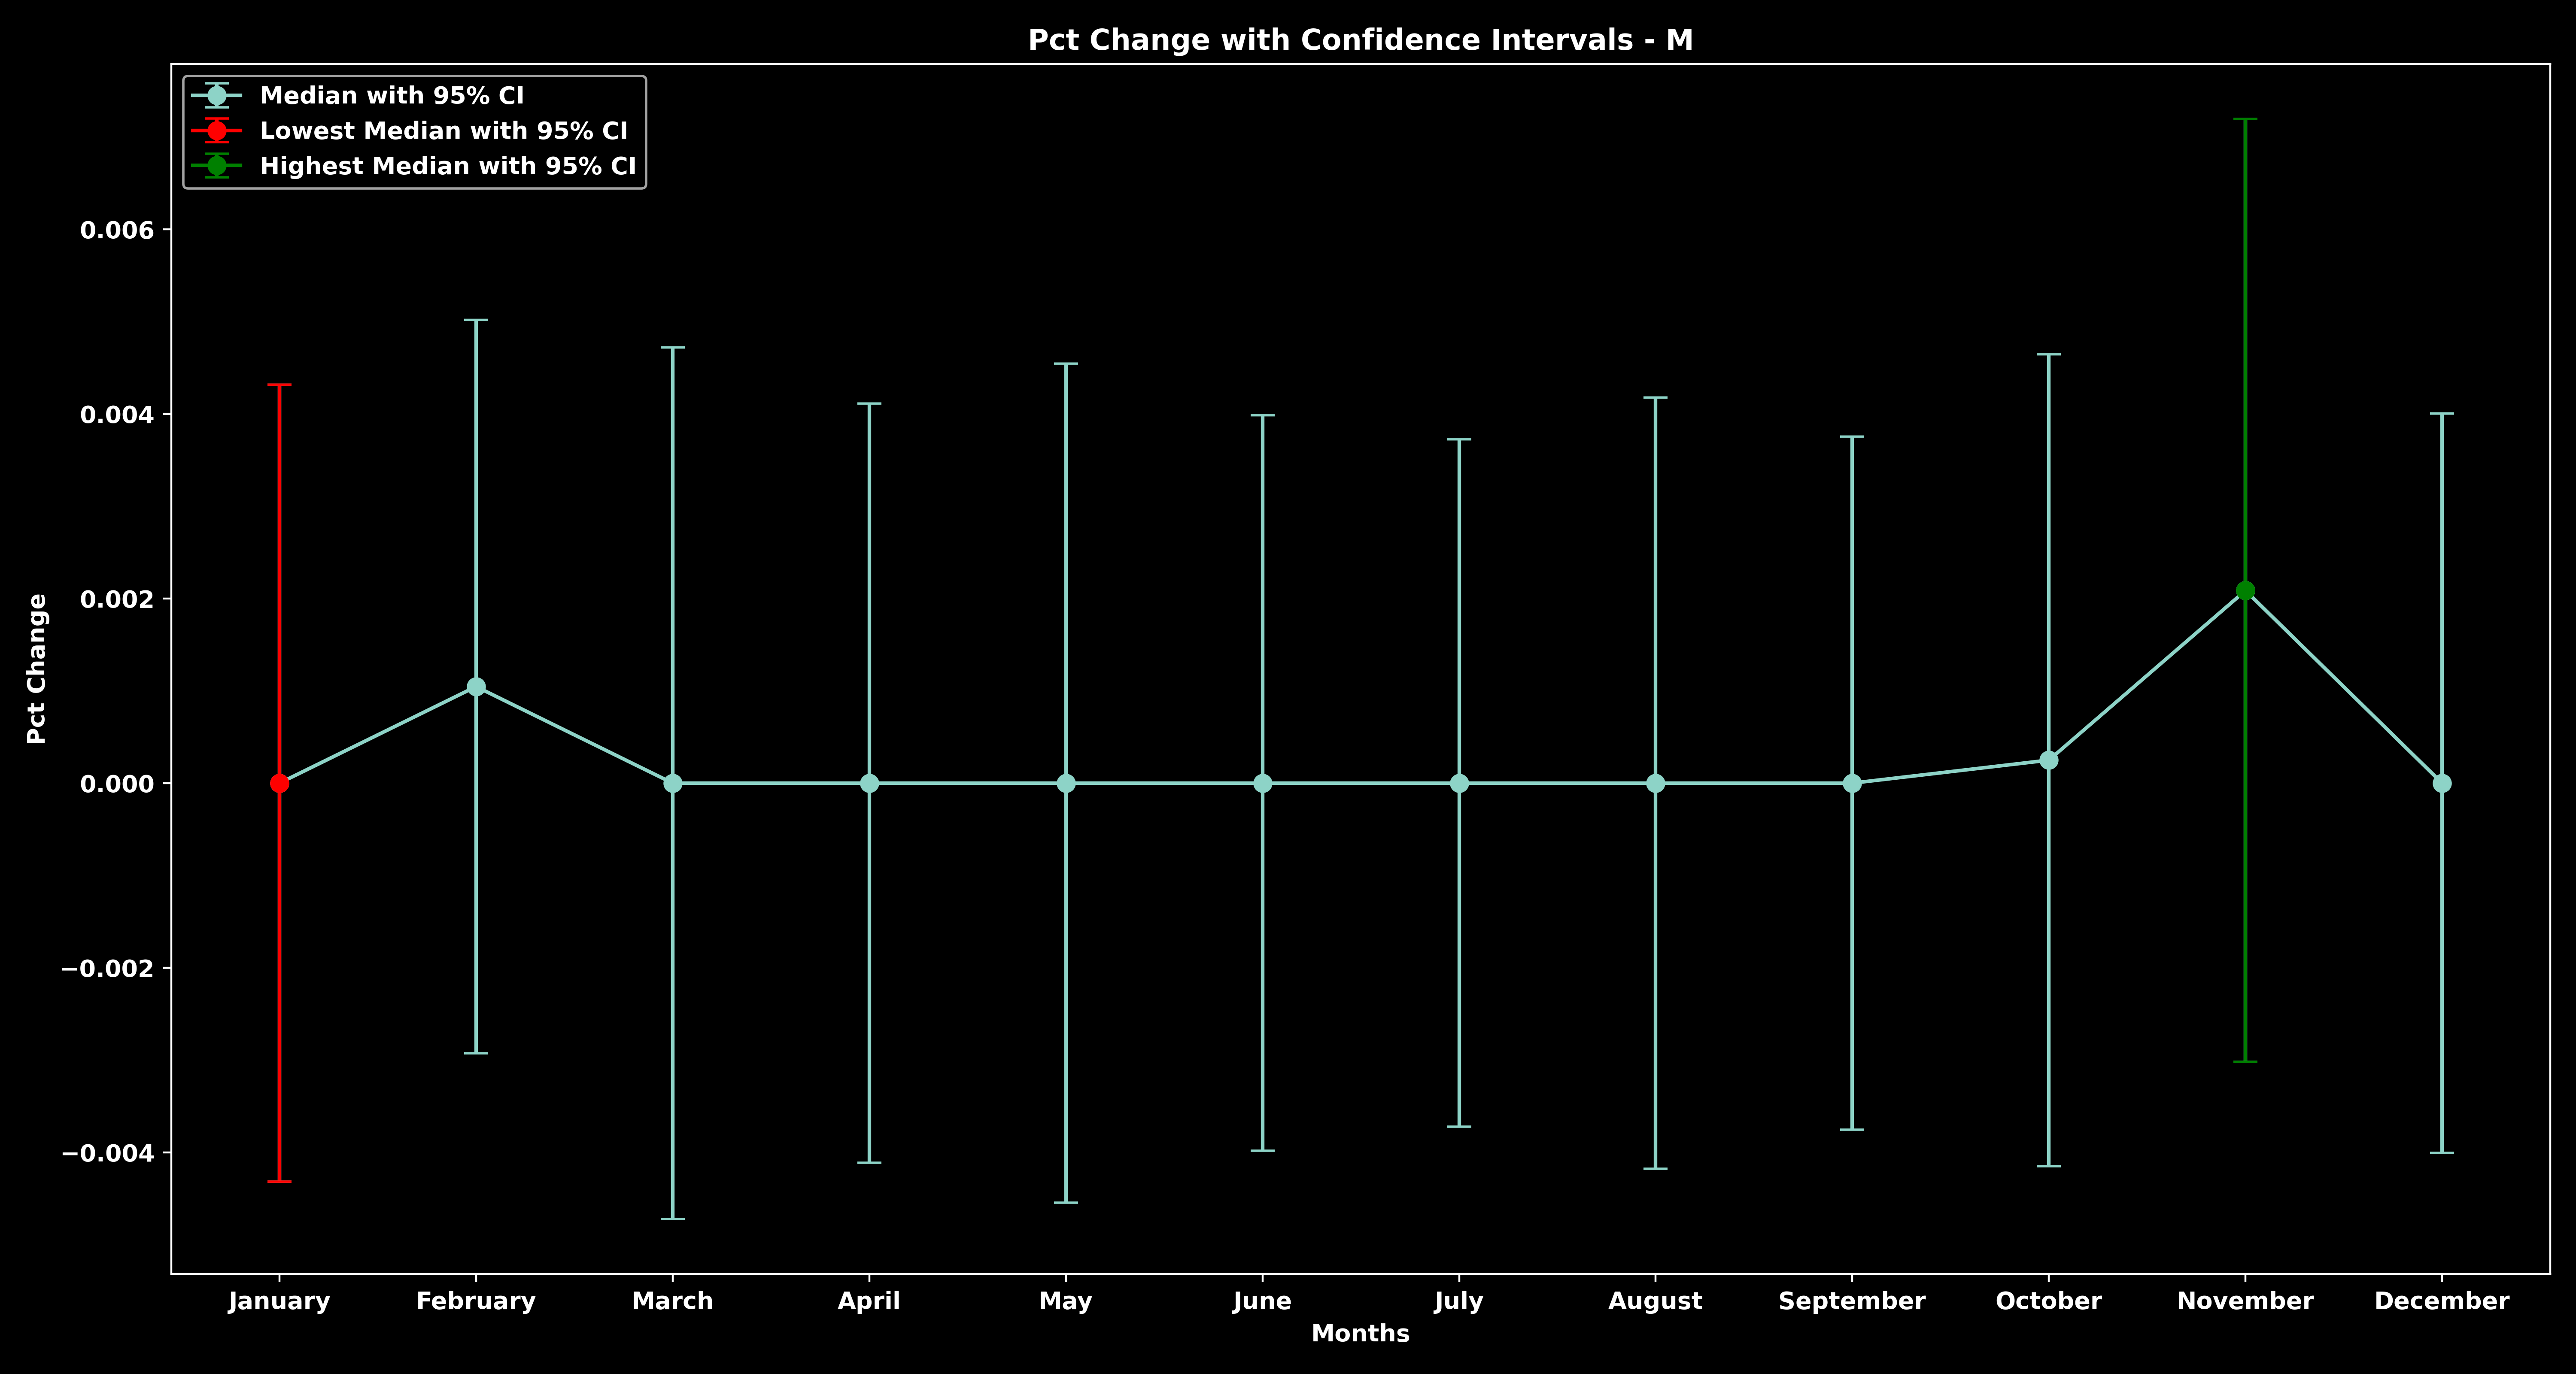 Pct Change with Confidence Intervals - M
Median with 95% CI
Lowest Median with 95% CI
Highest Median with 95% CI
Pct Change
0.006
0.004
0.002
0.000
−0.002
−0.004
January February March April May June July August September October November December
Months